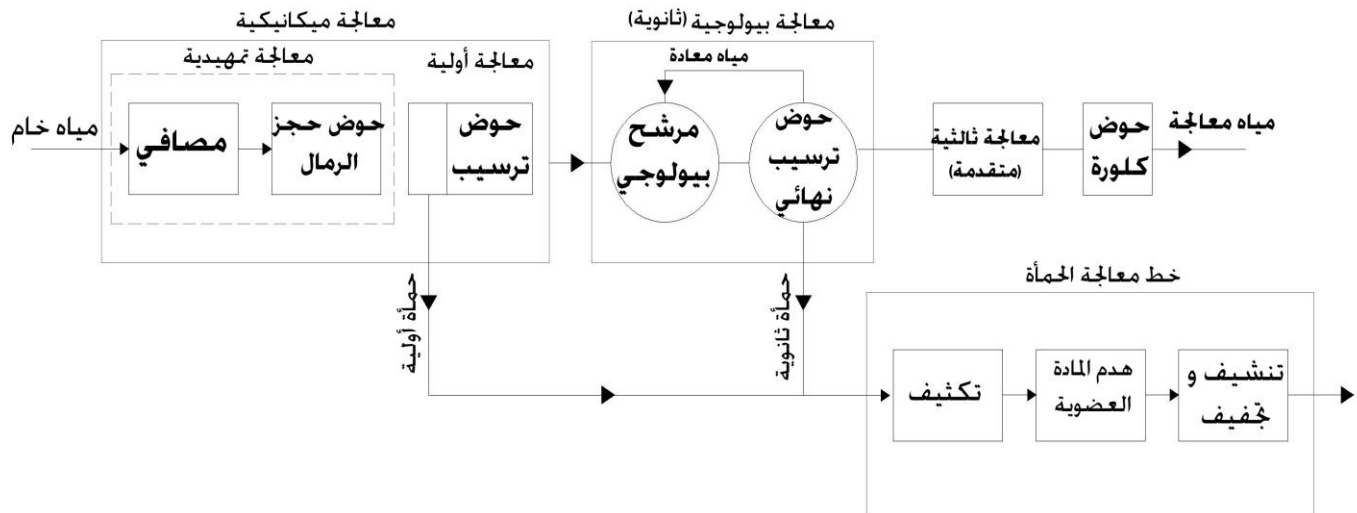 معالجة ميكانيكية
معالجة بيولوجية (ثانوية)
معالجة تمهيدية
معالجة أولية
مياه معادة
مياه خام
مصافي
حوض حجز
الرمال
حوض
ترسيب
مرشح
بيولوجي
حوض
ترسيب
نهائي
معالجة ثالثية
(متقدمة)
حوض
كلورة
مياه معالجة
حمأة أولية
حمأة ثانوية
خط معالجة الحمأة
تكثيف
هدم المادة
العضوية
تنشيف و
تجفيف